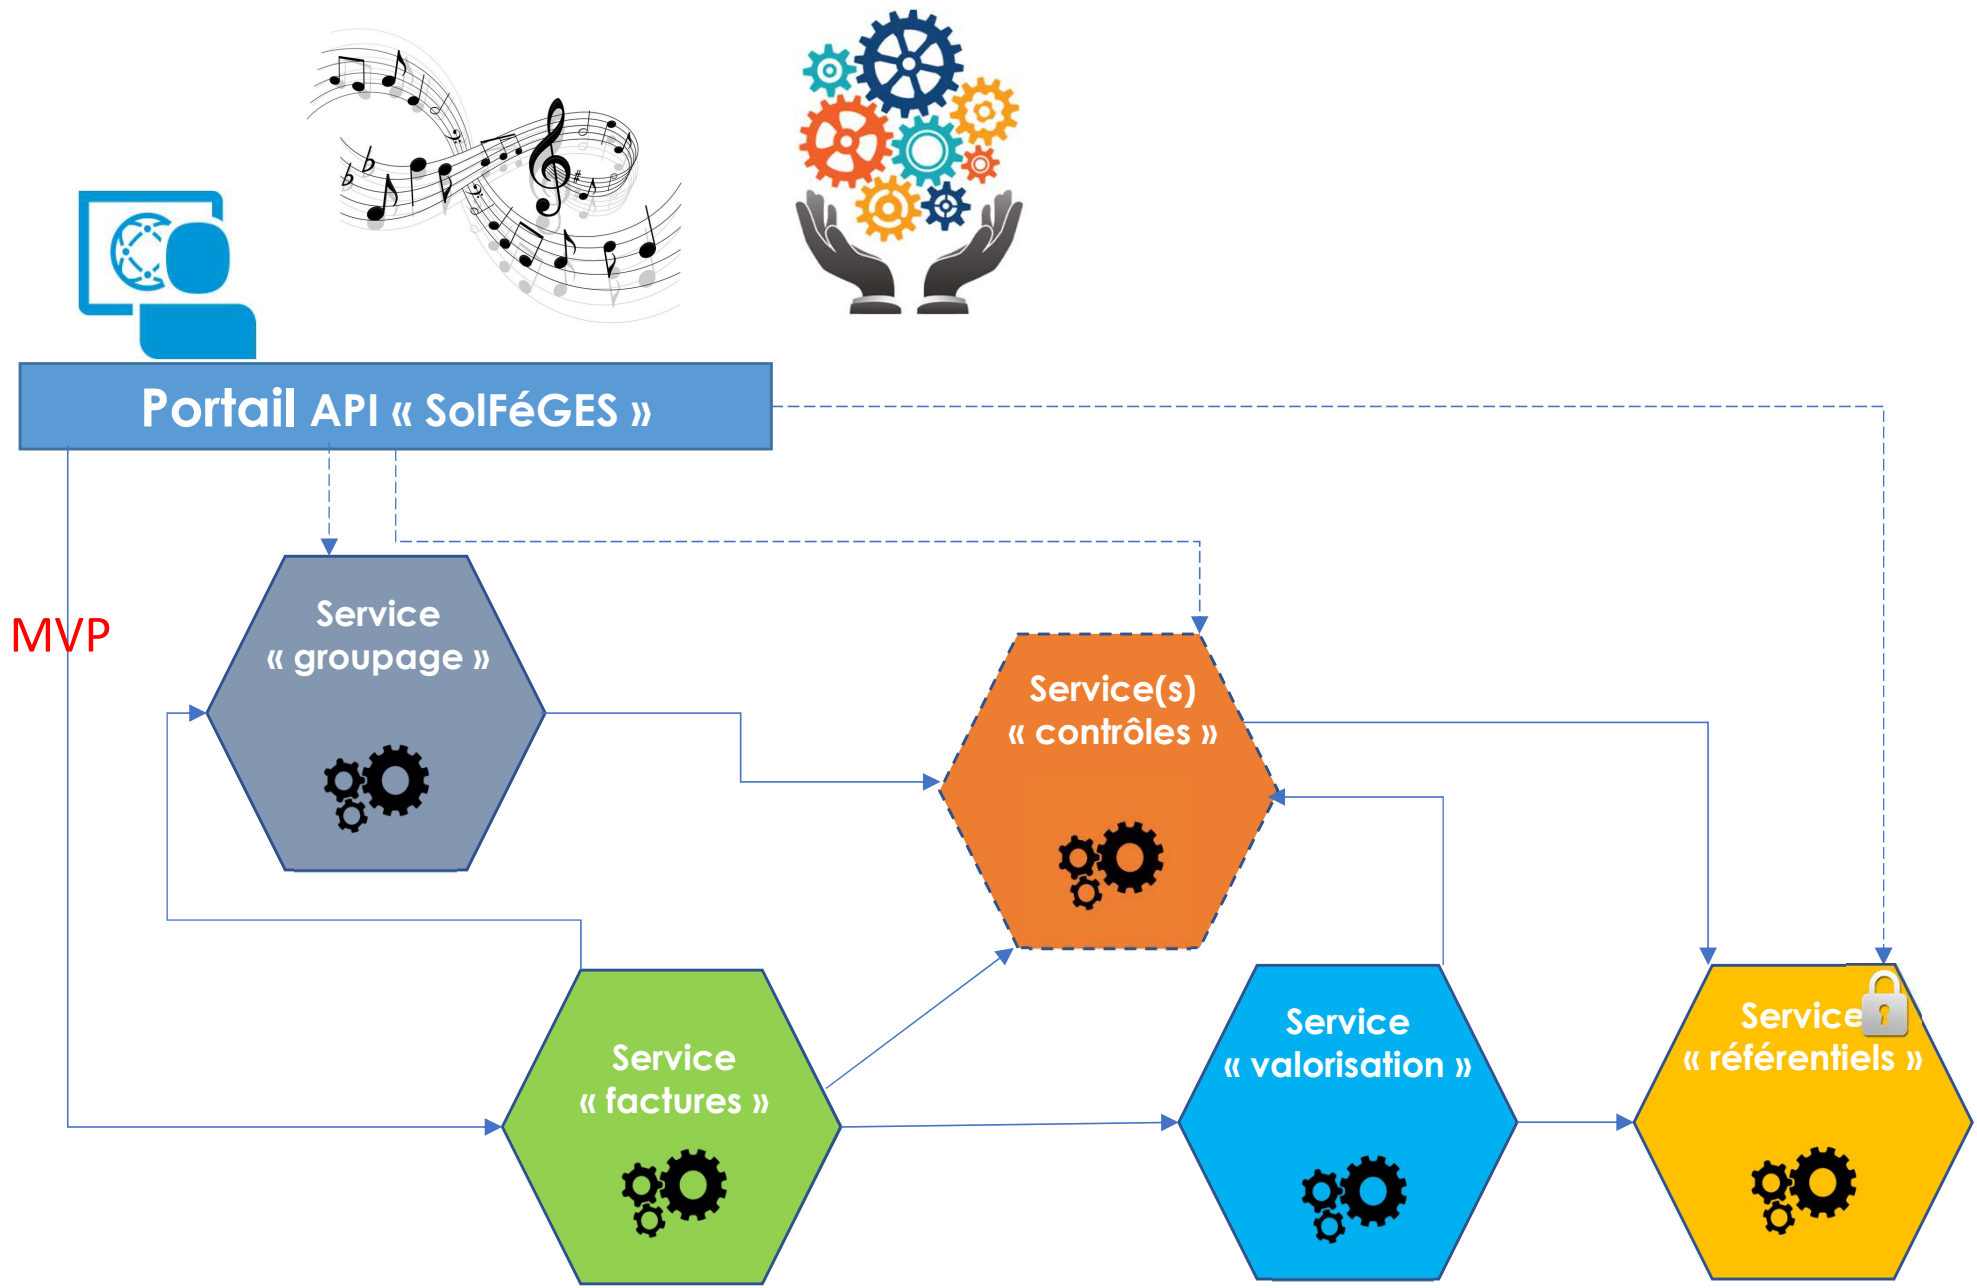 Portail API « SolFéGES »
MVP
Service
« groupage »
Service(s)
« contrôles »
Service
« factures »
Service
« valorisation »
Service
« référentiels »